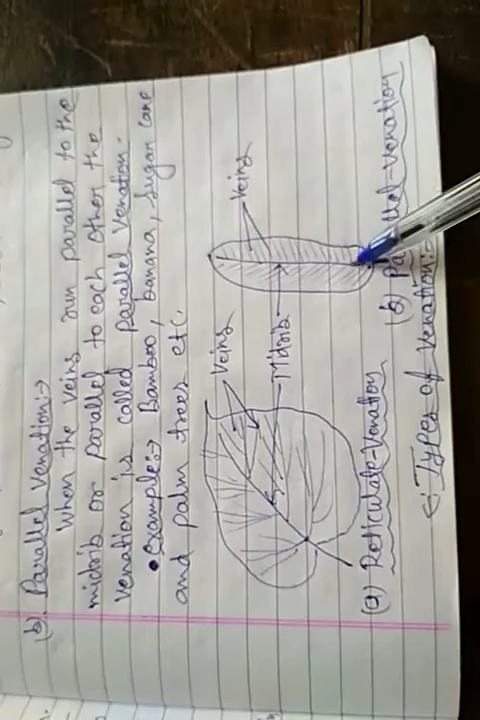 (b). Parallel Venation:->
When the veins run parallel to the
midrib or parallel to each other the
Venation is called parallel Venation.
• Examples:-> Bamboo, banana, Sugar cane
and palm trees etc.
Veins
Veins
Midrib
(a) Reticulate-Venation
(b) Pa llel-Venation
<: Types of Venation:-